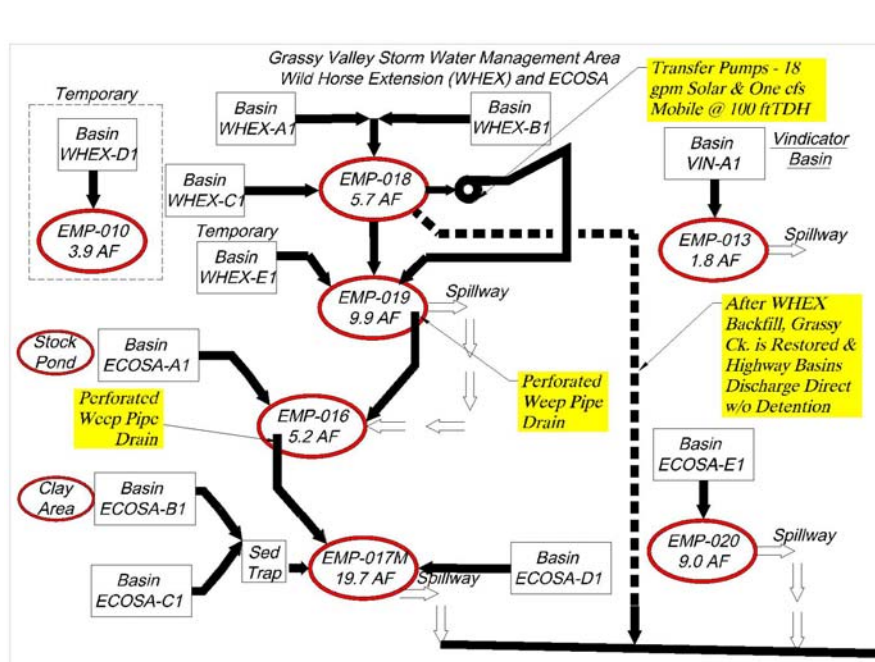 Grassy Valley Storm Water Management Area
Wild Horse Extension (WHEX) and ECOSA
Transfer Pumps - 18
gpm Solar & One cfs
Mobile @ 100 ftTDH
Temporary
Basin
WHEX-D1
EMP-010
3.9 AF
Basin
WHEX-A1
Basin
WHEX-B1
Basin
WHEX-C1
EMP-018
5.7 AF
Basin
VIN-A1
Vindicator
Basin
EMP-013
1.8 AF
Spillway
Temporary
Basin
WHEX-E1
EMP-019
9.9 AF
Spillway
After WHEX
Backfill, Grassy
Ck. is Restored &
Highway Basins
Discharge Direct
w/o Detention
Stock
Pond
Basin
ECOSA-A1
Perforated
Weep Pipe
Drain
Perforated
Weep Pipe
Drain
EMP-016
5.2 AF
Basin
ECOSA-E1
Clay
Area
Basin
ECOSA-B1
Basin
ECOSA-C1
Sed
Trap
EMP-017M
19.7 AF
Spillway
Basin
ECOSA-D1
EMP-020
9.0 AF
Spillway